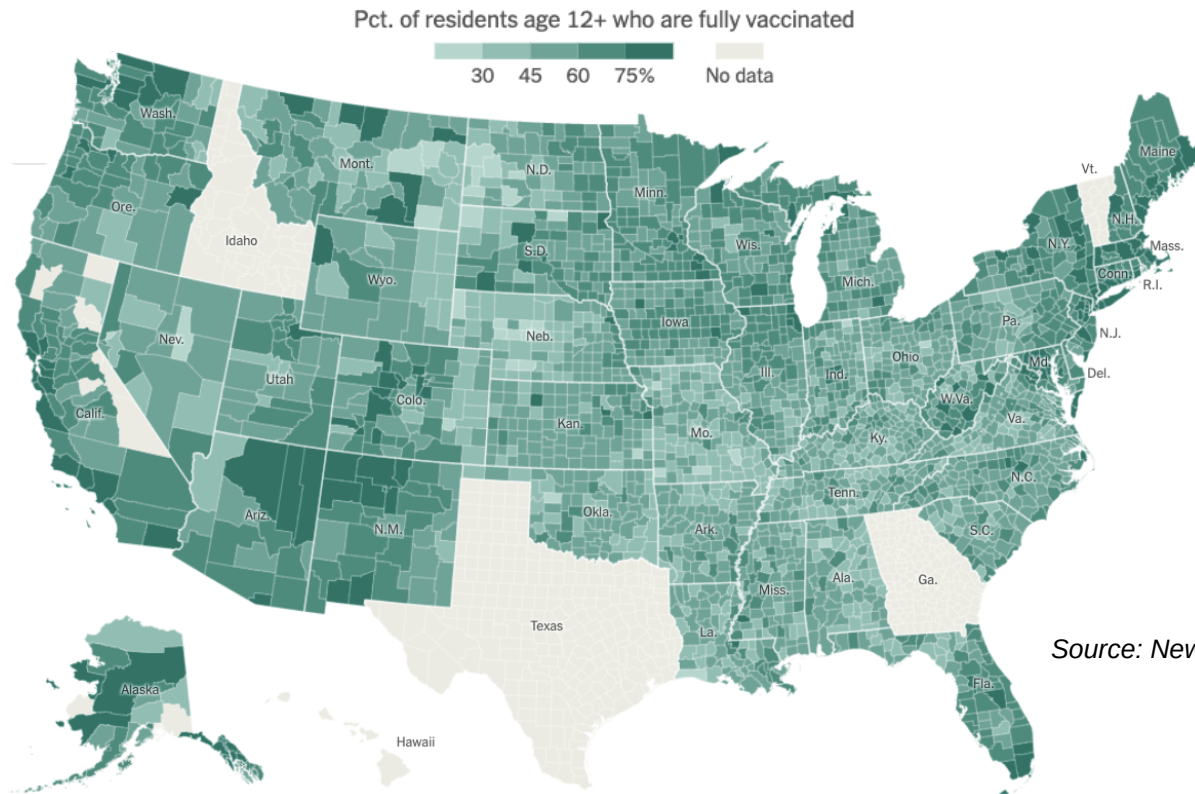 Pct. of residents age 12+ who are fully vaccinated
30 45 60 75% No data
Wash.
Mont.
N.D.
Minn.
Vt.
Maine
Ore.
Idaho
S.D.
Wis.
N.Y.
N.H.
Mass.
Wyo.
Mich.
Conn.
R.I.
Nev.
Neb.
Iowa
Pa.
N.J.
Utah
Ill.
Ind.
Ohio
Md.
Del.
Calif.
Colo.
Kan.
Mo.
Ky.
W.Va.
Va.
Ariz.
N.M.
Okla.
Ark.
Tenn.
N.C.
S.C.
Texas
La.
Miss.
Ala.
Ga.
Source: New
Alaska
Fla.
Hawaii